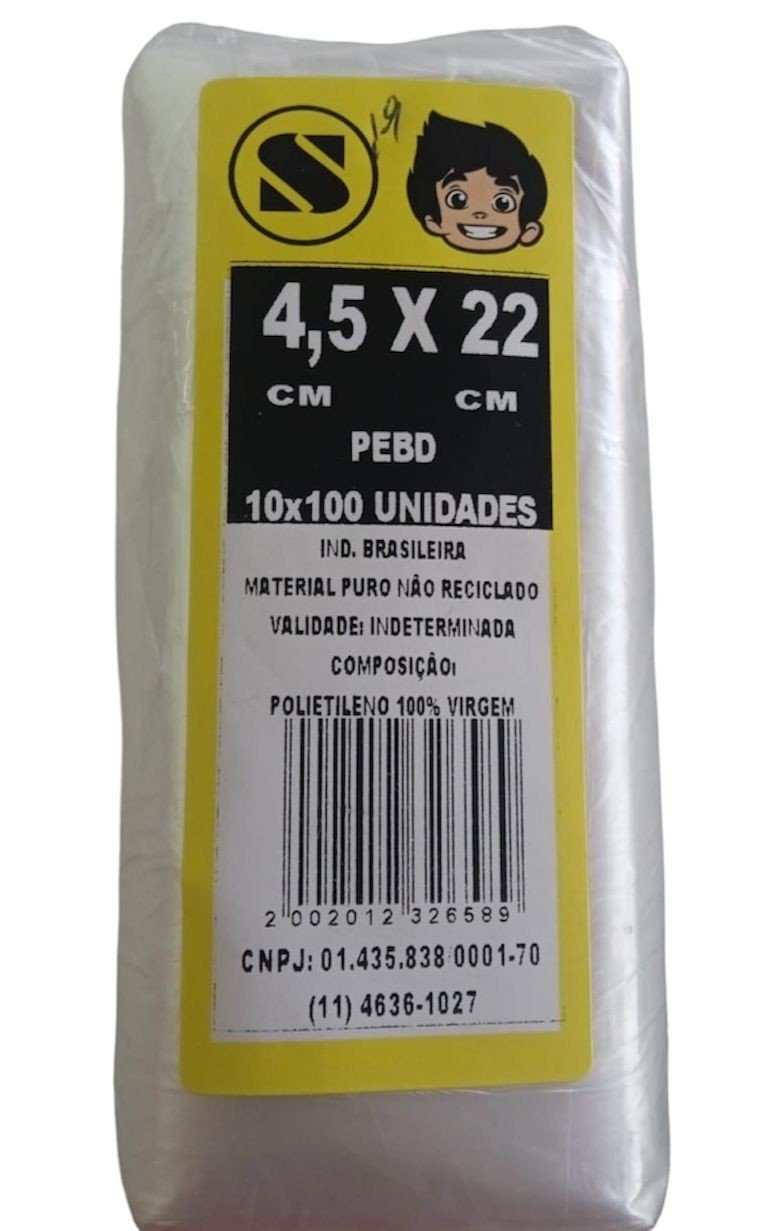 S
19
4,5 X 22
CM CM
PEBD
10x100 UNIDADES
IND. BRASILEIRA
MATERIAL PURO NÃO RECICLADO
VALIDADE: INDETERMINADA
COMPOSIÇÃO:
POLIETILENO 100% VIRGEM
2 002012 326589
CNPJ: 01.435.838/0001-70
(11) 4636-1027